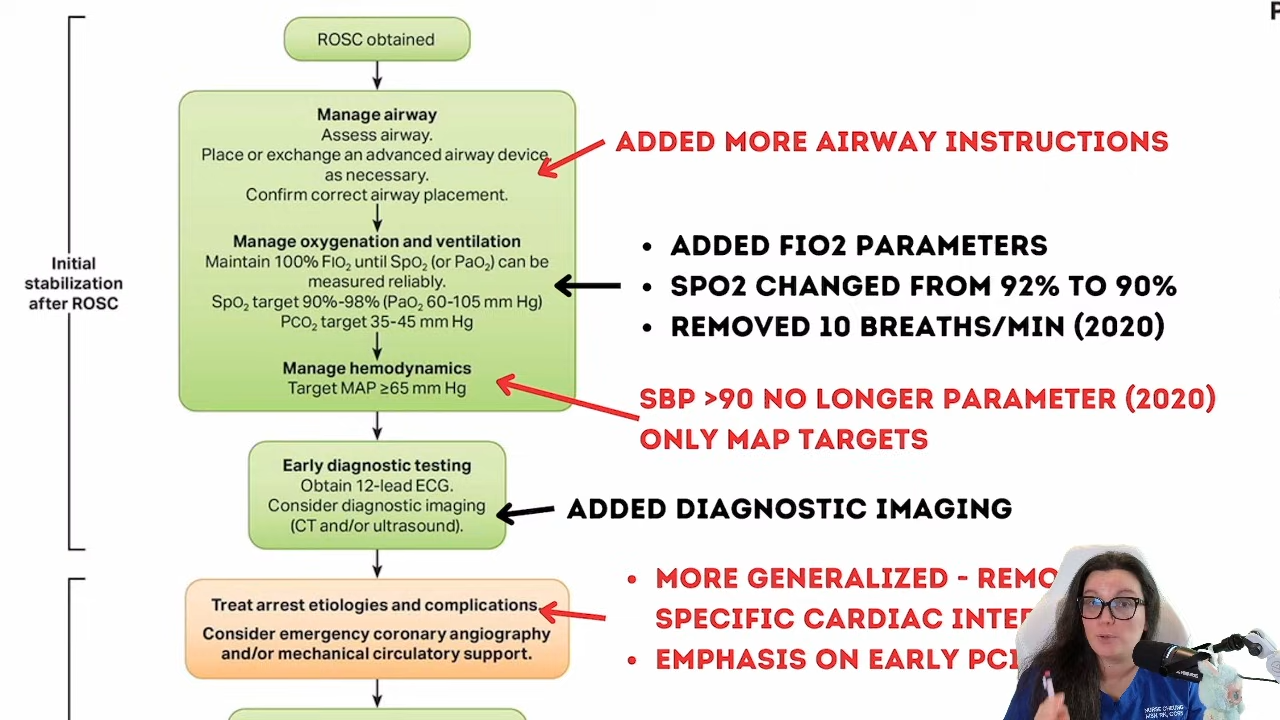 P
ROSC obtained
Manage airway
Assess airway.
Place or exchange an advanced airway device
as necessary.
Confirm correct airway placement.
ADDED MORE AIRWAY INSTRUCTIONS
Manage oxygenation and ventilation
Maintain 100% FIO₂ until SpO₂ (or PaO₂) can be
measured reliably.
SpO₂ target 90%-98% (PaO₂ 60-105 mm Hg)
PCO₂ target 35-45 mm Hg
• ADDED FIO2 PARAMETERS
• SPO2 CHANGED FROM 92% TO 90%
• REMOVED 10 BREATHS/MIN (2020)
Initial
stabilization
after ROSC
Manage hemodynamics
Target MAP ≥65 mm Hg
SBP >90 NO LONGER PARAMETER (2020)
ONLY MAP TARGETS
Early diagnostic testing
Obtain 12-lead ECG.
Consider diagnostic imaging
(CT and/or ultrasound).
ADDED DIAGNOSTIC IMAGING
Treat arrest etiologies and complications.
Consider emergency coronary angiography
and/or mechanical circulatory support.
• MORE GENERALIZED - REMO
SPECIFIC CARDIAC INTE
• EMPHASIS ON EARLY PCI
NURSE CHEUNG